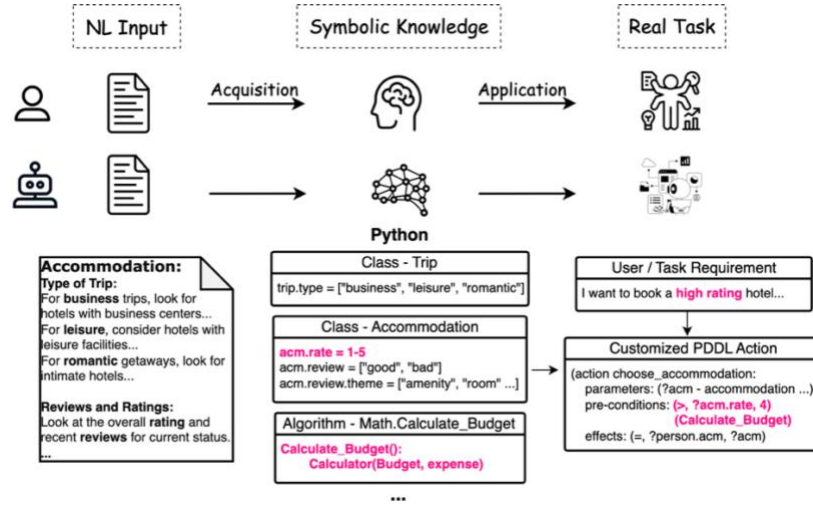 NL Input
Symbolic Knowledge
Real Task
Acquisition
Application
Python
Accommodation:
Type of Trip:
For business trips, look for
hotels with business centers...
For leisure, consider hotels with
leisure facilities...
For romantic getaways, look for
intimate hotels...
Reviews and Ratings:
Look at the overall rating and
recent reviews for current status.
...
Class - Trip
trip.type = ["business", "leisure", "romantic"]
Class - Accommodation
acm.rate = 1-5
acm.review = ["good", "bad"]
acm.review.theme = ["amenity", "room" ...]
Algorithm - Math.Calculate_Budget
Calculate_Budget():
Calculator(Budget, expense)
...
User / Task Requirement
I want to book a high rating hotel...
Customized PDDL Action
(action choose_accommodation:
parameters: (?acm - accommodation ...)
pre-conditions: (>, ?acm.rate, 4)
(Calculate_Budget)
effects: (=, ?person.acm, ?acm)